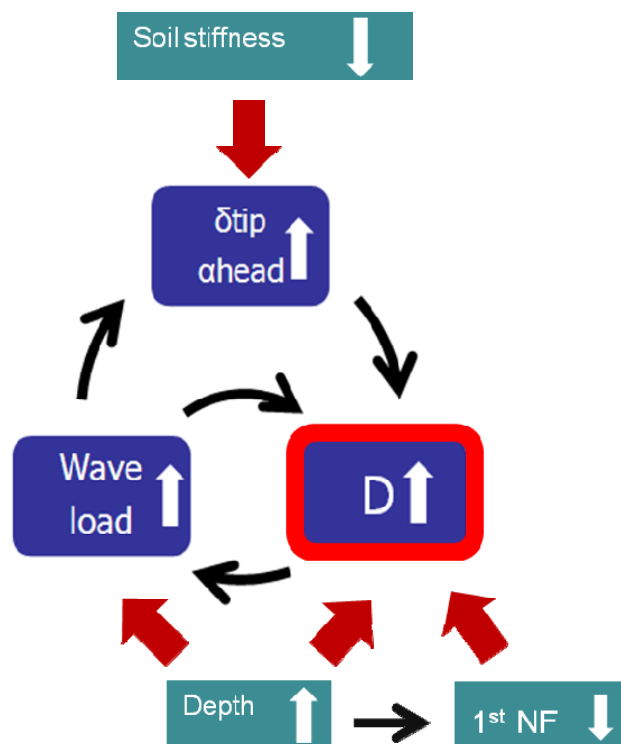 Soil stiffness
δtip
αhead
Wave
load
D
Depth
1st NF